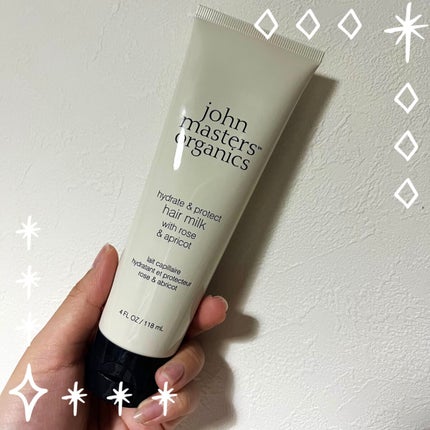 john
masters™
organics
hydrate & protect
hair milk
with rose
& apricot
lait capillaire
hydratant et protecteur
rose & abricot
4 FL OZ / 118 mL